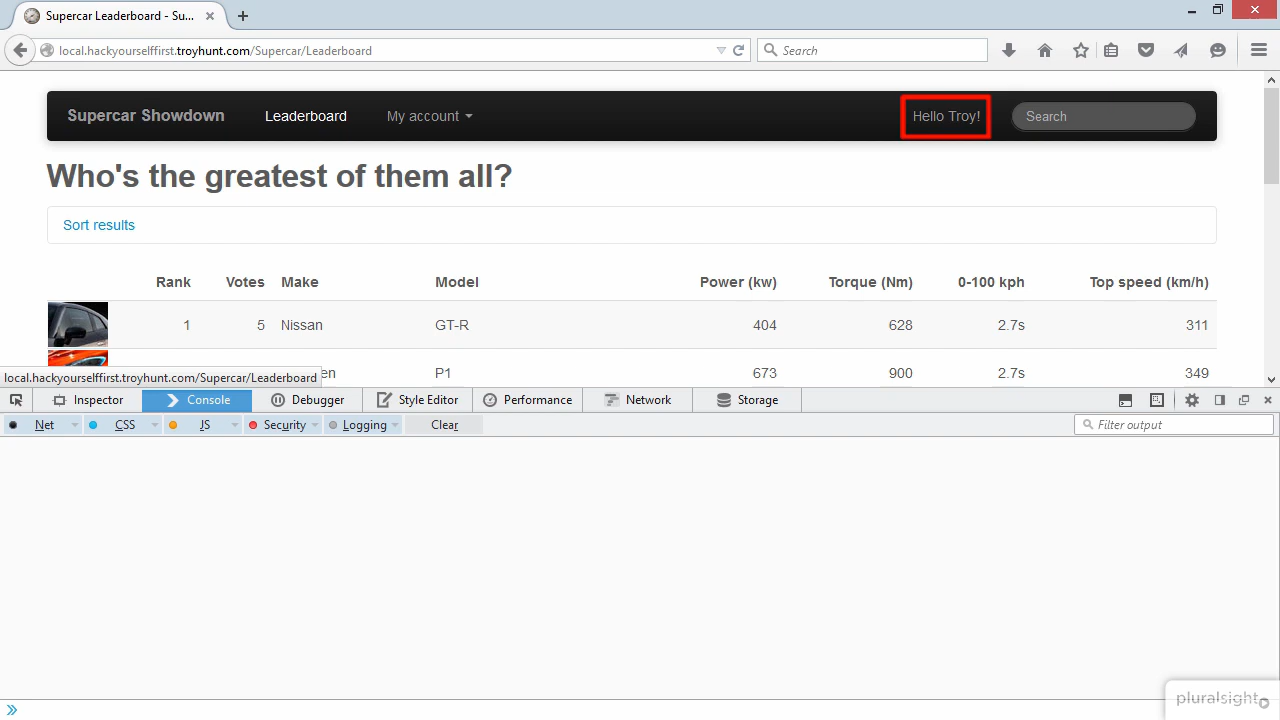 Supercar Leaderboard - Su...
local.hackyourselffirst.troyhunt.com/Supercar/Leaderboard
Search
Supercar Showdown
Leaderboard
My account
Hello Troy!
Search
Who's the greatest of them all?
Sort results
Rank Votes Make Model Power (kw) Torque (Nm) 0-100 kph Top speed (km/h)
1 5 Nissan GT-R 404 628 2.7s 311
en P1 673 900 2.7s 349
local.hackyourselffirst.troyhunt.com/Supercar/Leaderboard
Inspector Console Debugger Style Editor Performance Network Storage
Net CSS JS Security Logging Clear
Filter output
pluralsight